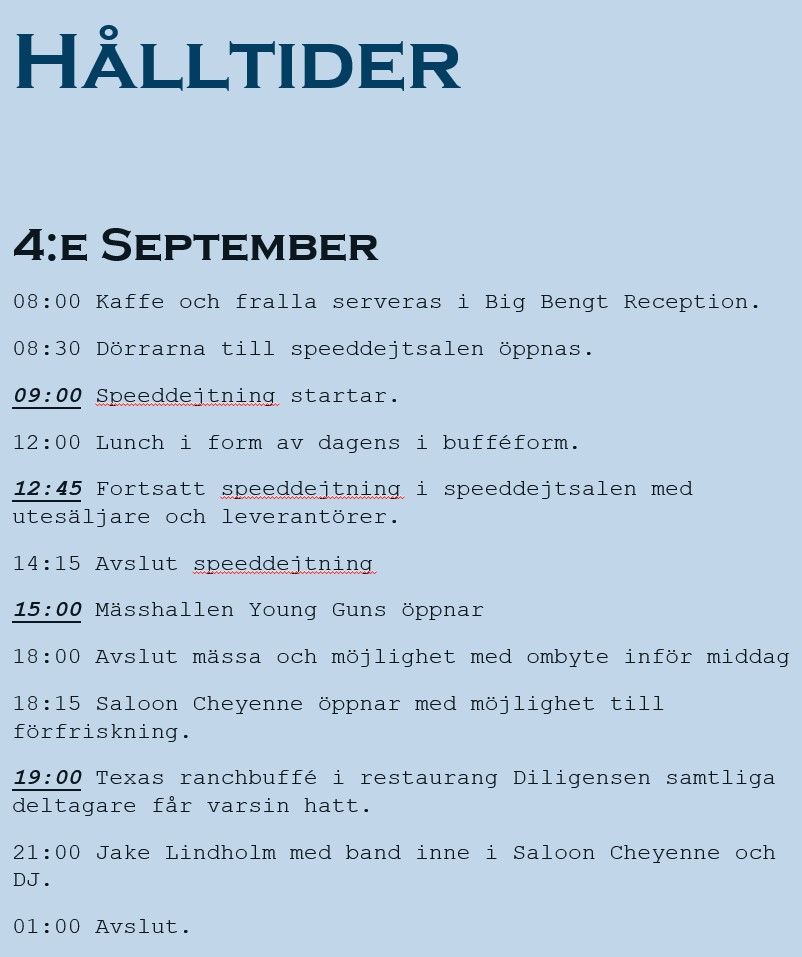 HÅLLTIDER
4:E SEPTEMBER
08:00 Kaffe och fralla serveras i Big Bengt Reception.
08:30 Dörrarna till speeddejtsalen öppnas.
09:00 Speeddejtning startar.
12:00 Lunch i form av dagens i bufféform.
12:45 Fortsatt speeddejtning i speeddejtsalen med
utesäljare och leverantörer.
14:15 Avslut speeddejtning
15:00 Mässhallen Young Guns öppnar
18:00 Avslut mässa och möjlighet med ombyte inför middag
18:15 Saloon Cheyenne öppnar med möjlighet till
förfriskning.
19:00 Texas ranchbuffé i restaurang Diligensen samtliga
deltagare får varsin hatt.
21:00 Jake Lindholm med band inne i Saloon Cheyenne och
DJ.
01:00 Avslut.